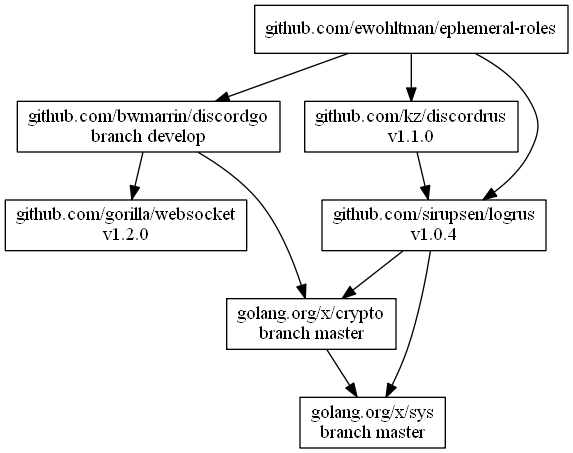 github.com/ewohltman/ephemeral-roles
github.com/bwmarrin/discordgo
branch develop
github.com/kz/discordrus
v1.1.0
github.com/gorilla/websocket
v1.2.0
github.com/sirupsen/logrus
v1.0.4
golang.org/x/crypto
branch master
golang.org/x/sys
branch master